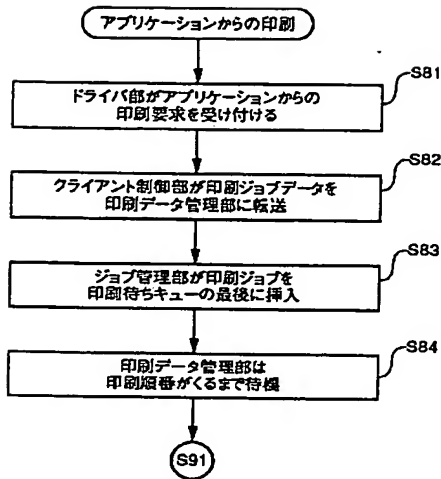 アプリケーションからの印刷
S81
ドライバ部がアプリケーションからの
印刷要求を受け付ける
S82
クライアント制御部が印刷ジョブデータを
印刷データ管理部に転送
S83
ジョブ管理部が印刷ジョブを
印刷待ちキューの最後に挿入
S84
印刷データ管理部は
印刷順番がくるまで待機
S91